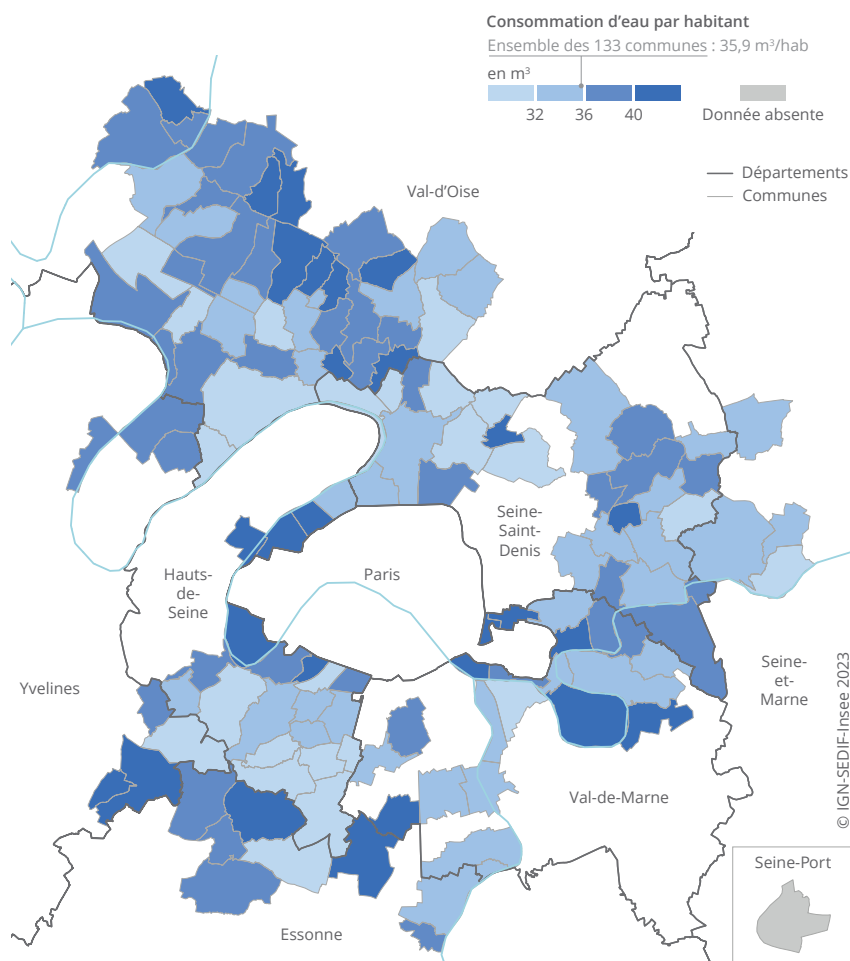 Consommation d'eau par habitant
Ensemble des 133 communes : 35,9 m³/hab
en m³
32 36 40
Donnée absente
Départements
Communes
Val-d'Oise
Seine-
Saint-
Denis
Hauts-
de-
Seine
Paris
Yvelines
Seine-
et-
Marne
Val-de-Marne
Essonne
Seine-Port
© IGN-SEDIF-Insee 2023